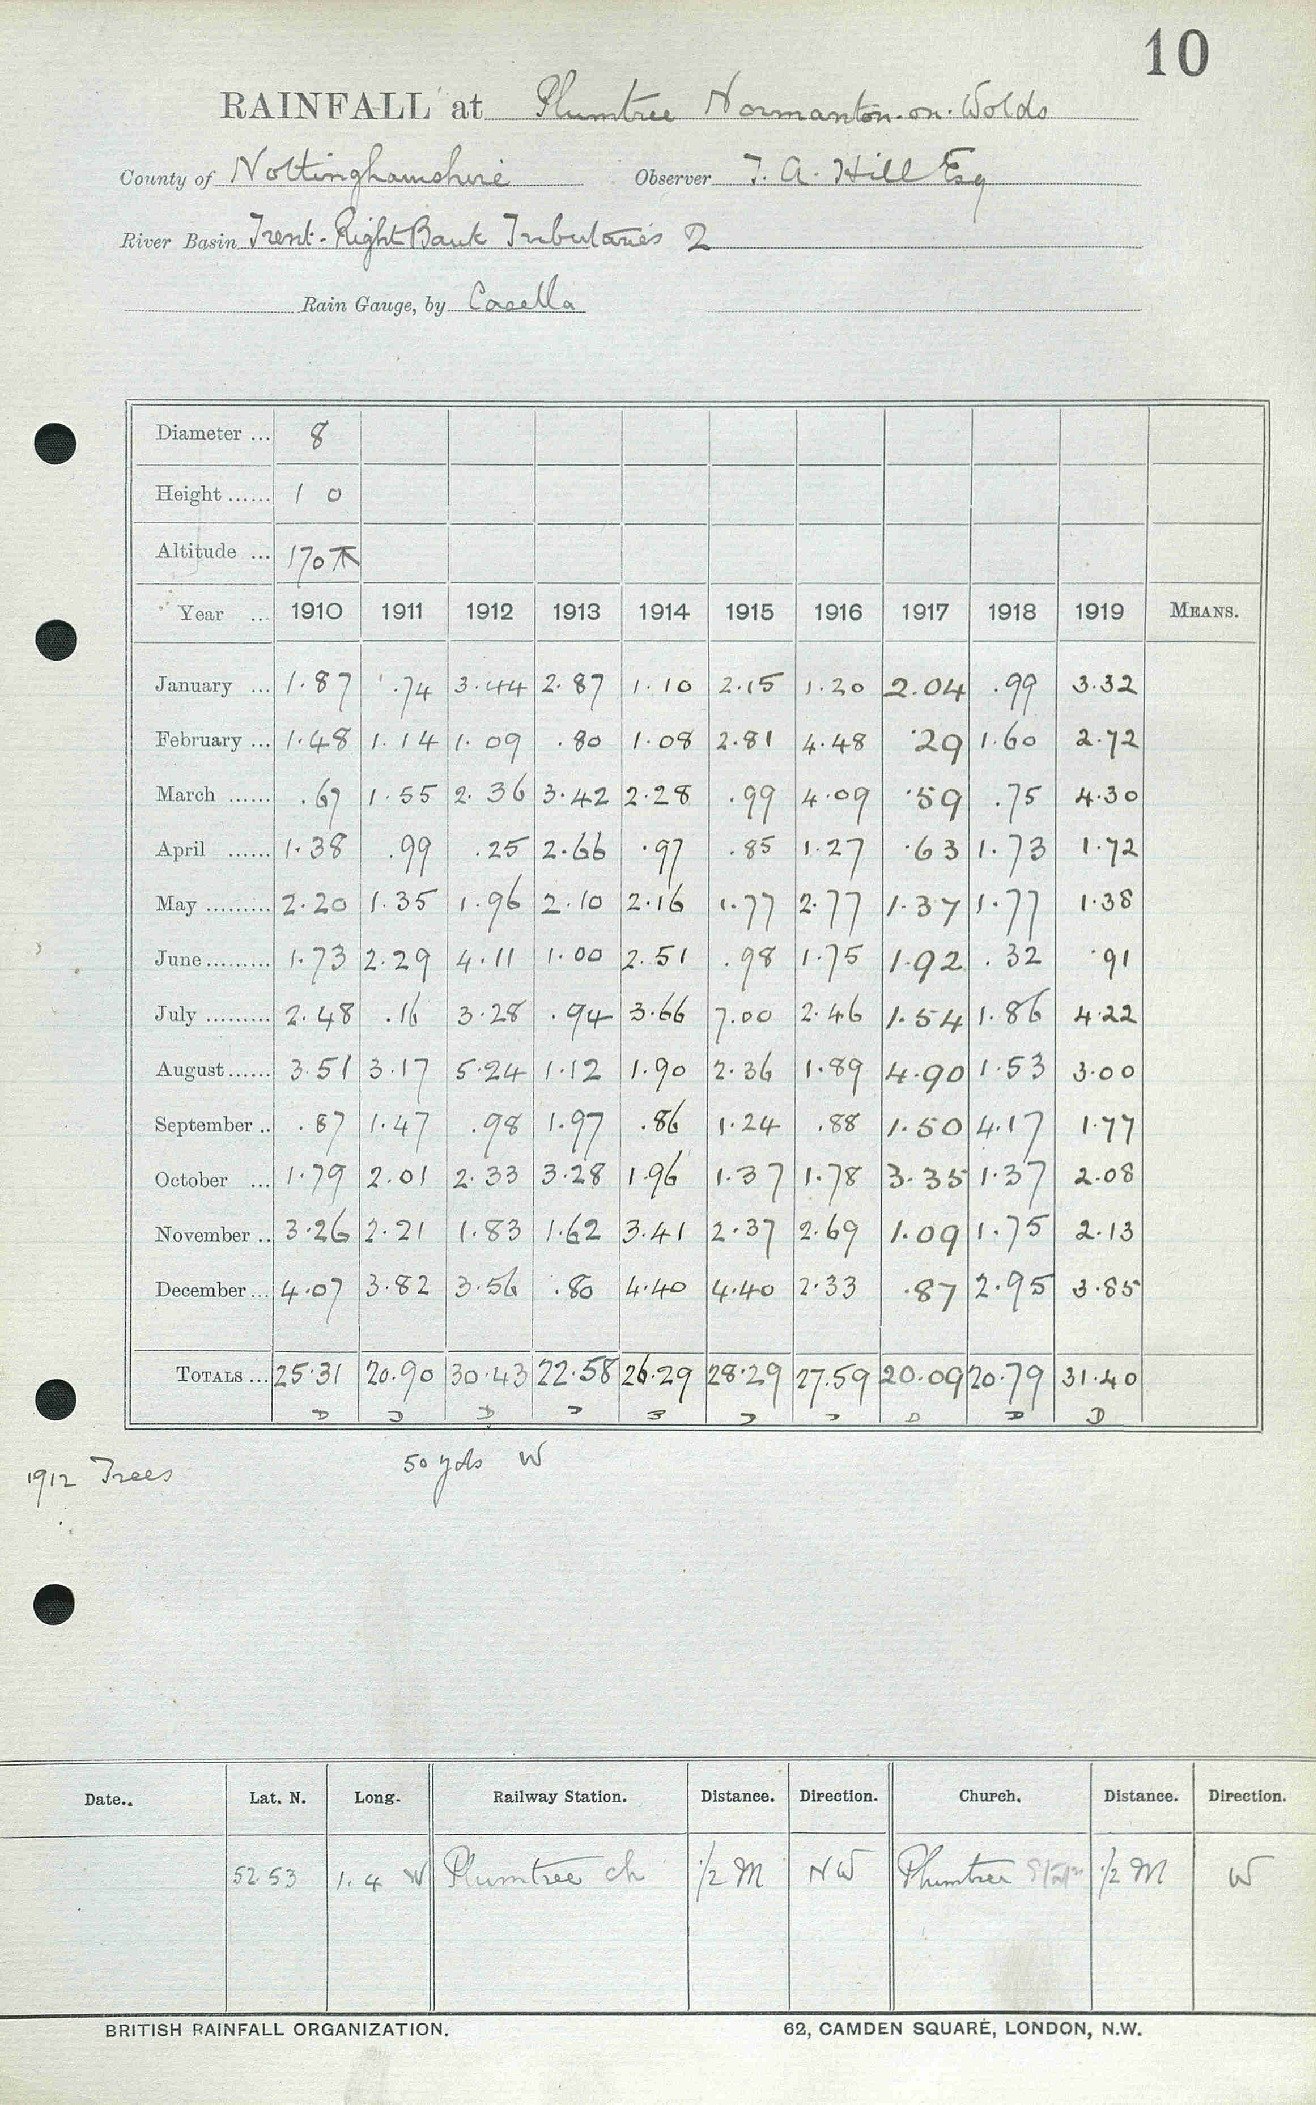 10
RAINFALL at Plumtree Normanton-on-Wolds
County of Nottinghamshire Observer T. A. Hill Esq
River Basin Trent - Right Bank Tributaries 2
Rain Gauge, by Casella
Diameter ... 8
Height ...... 1 0
Altitude ... 170
Year ... 1910 1911 1912 1913 1914 1915 1916 1917 1918 1919 MEANS.
January ... 1.87 .74 3.44 2.87 1.10 2.15 1.20 2.04 .99 3.32
February ... 1.48 1.14 1.09 .80 1.08 2.81 4.48 .29 1.60 2.72
March ...... .67 1.55 2.36 3.42 2.28 .99 4.09 .59 .75 4.30
April ...... 1.38 .99 .25 2.66 .97 .85 1.27 .63 1.73 1.72
May ......... 2.20 1.35 1.96 2.10 2.16 1.77 2.77 1.37 1.77 1.38
June ......... 1.73 2.29 4.11 1.00 2.51 .98 1.75 1.92 .32 .91
July ......... 2.48 .16 3.28 .94 3.66 7.00 2.46 1.54 1.86 4.22
August ...... 3.51 3.17 5.24 1.12 1.90 2.36 1.89 4.90 1.53 3.00
September .. .87 1.47 .98 1.97 .86 1.24 .88 1.50 4.17 1.77
October ... 1.79 2.01 2.33 3.28 1.96 1.37 1.78 3.35 1.37 2.08
November .. 3.26 2.21 1.83 1.62 3.41 2.37 2.69 1.09 1.75 2.13
December ... 4.07 3.82 3.56 .80 4.40 4.40 2.33 .87 2.95 3.85
TOTALS ... 25.31 20.90 30.43 22.58 26.29 28.29 27.59 20.09 20.79 31.40
D D D D D D D D D D
1912 Trees 50 yds W
Date.. Lat. N. Long. Railway Station. Distance. Direction. Church. Distance. Direction.
52 53 1. 4 W Plumtree ch 1/2 M NW Plumtree Statn 1/2 M W
BRITISH RAINFALL ORGANIZATION. 62, CAMDEN SQUARE, LONDON, N.W.